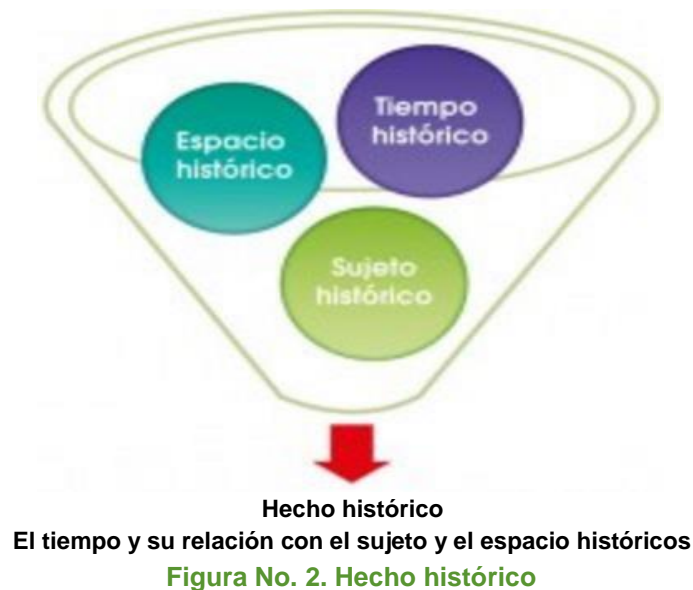 Espacio
histórico
Tiempo
histórico
Sujeto
histórico
Hecho histórico
El tiempo y su relación con el sujeto y el espacio históricos
Figura No. 2. Hecho histórico